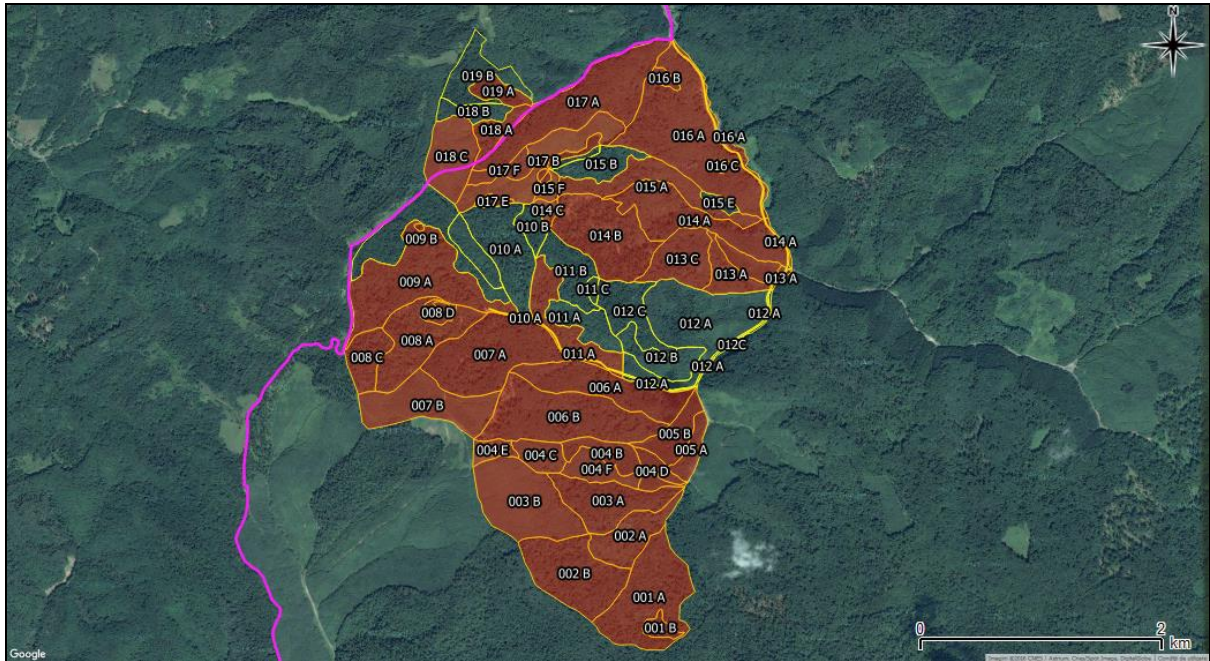 N
016 B
019 B
019 A
017 A
018 B
018 A
016 A
016 A
018 C
017 B
015 B
016 C
017 F
015 F
015 A
017 E
015 E
014 C
014 A
010 B
014 B
009 B
010 A
014 A
011 B
013 C
009 A
013 A
013 A
011 C
008 D
010 A
011 A
012 C
012 A
012 A
008 A
008 C
007 A
011 A
012 B
012C
012 A
006 A
012 A
007 B
006 B
005 B
004 E
004 C
004 B
005 A
004 F
004 D
003 B
003 A
002 A
002 B
001 A
001 B
0
2
km
Google